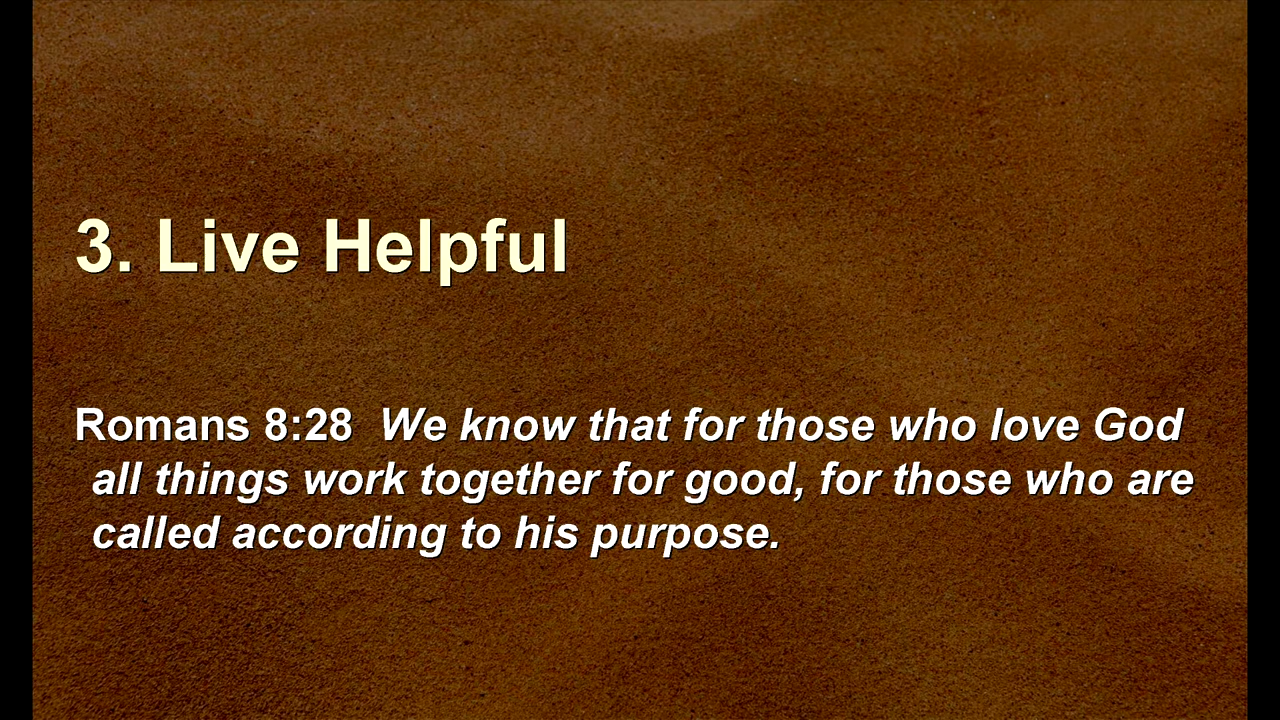 3. Live Helpful
Romans 8:28 We know that for those who love God
all things work together for good, for those who are
called according to his purpose.